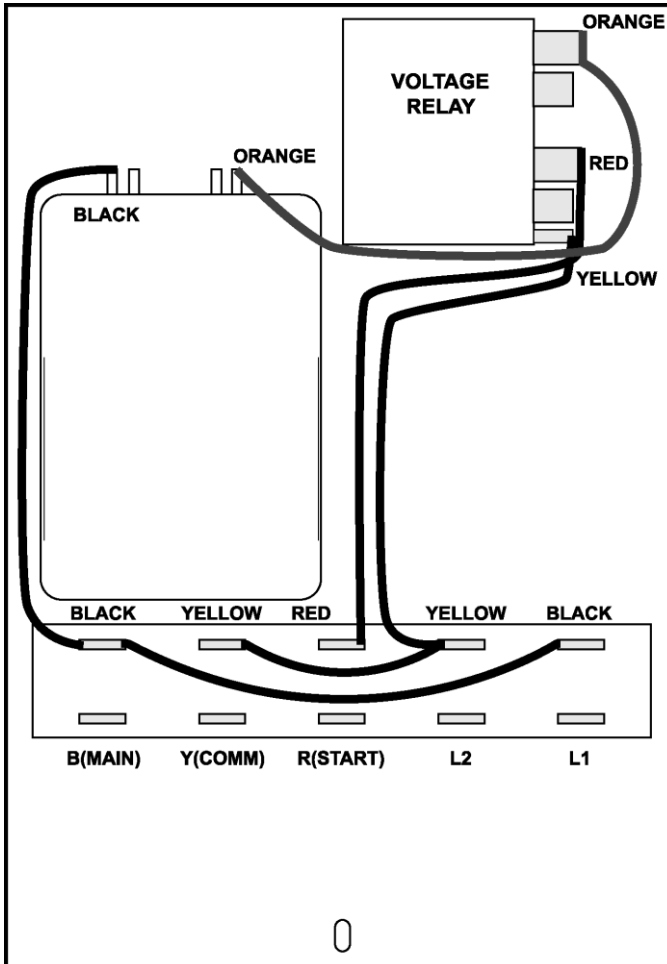 ORANGE
VOLTAGE
RELAY
ORANGE
RED
BLACK
YELLOW
BLACK YELLOW RED YELLOW BLACK
B(MAIN) Y(COMM) R(START) L2 L1